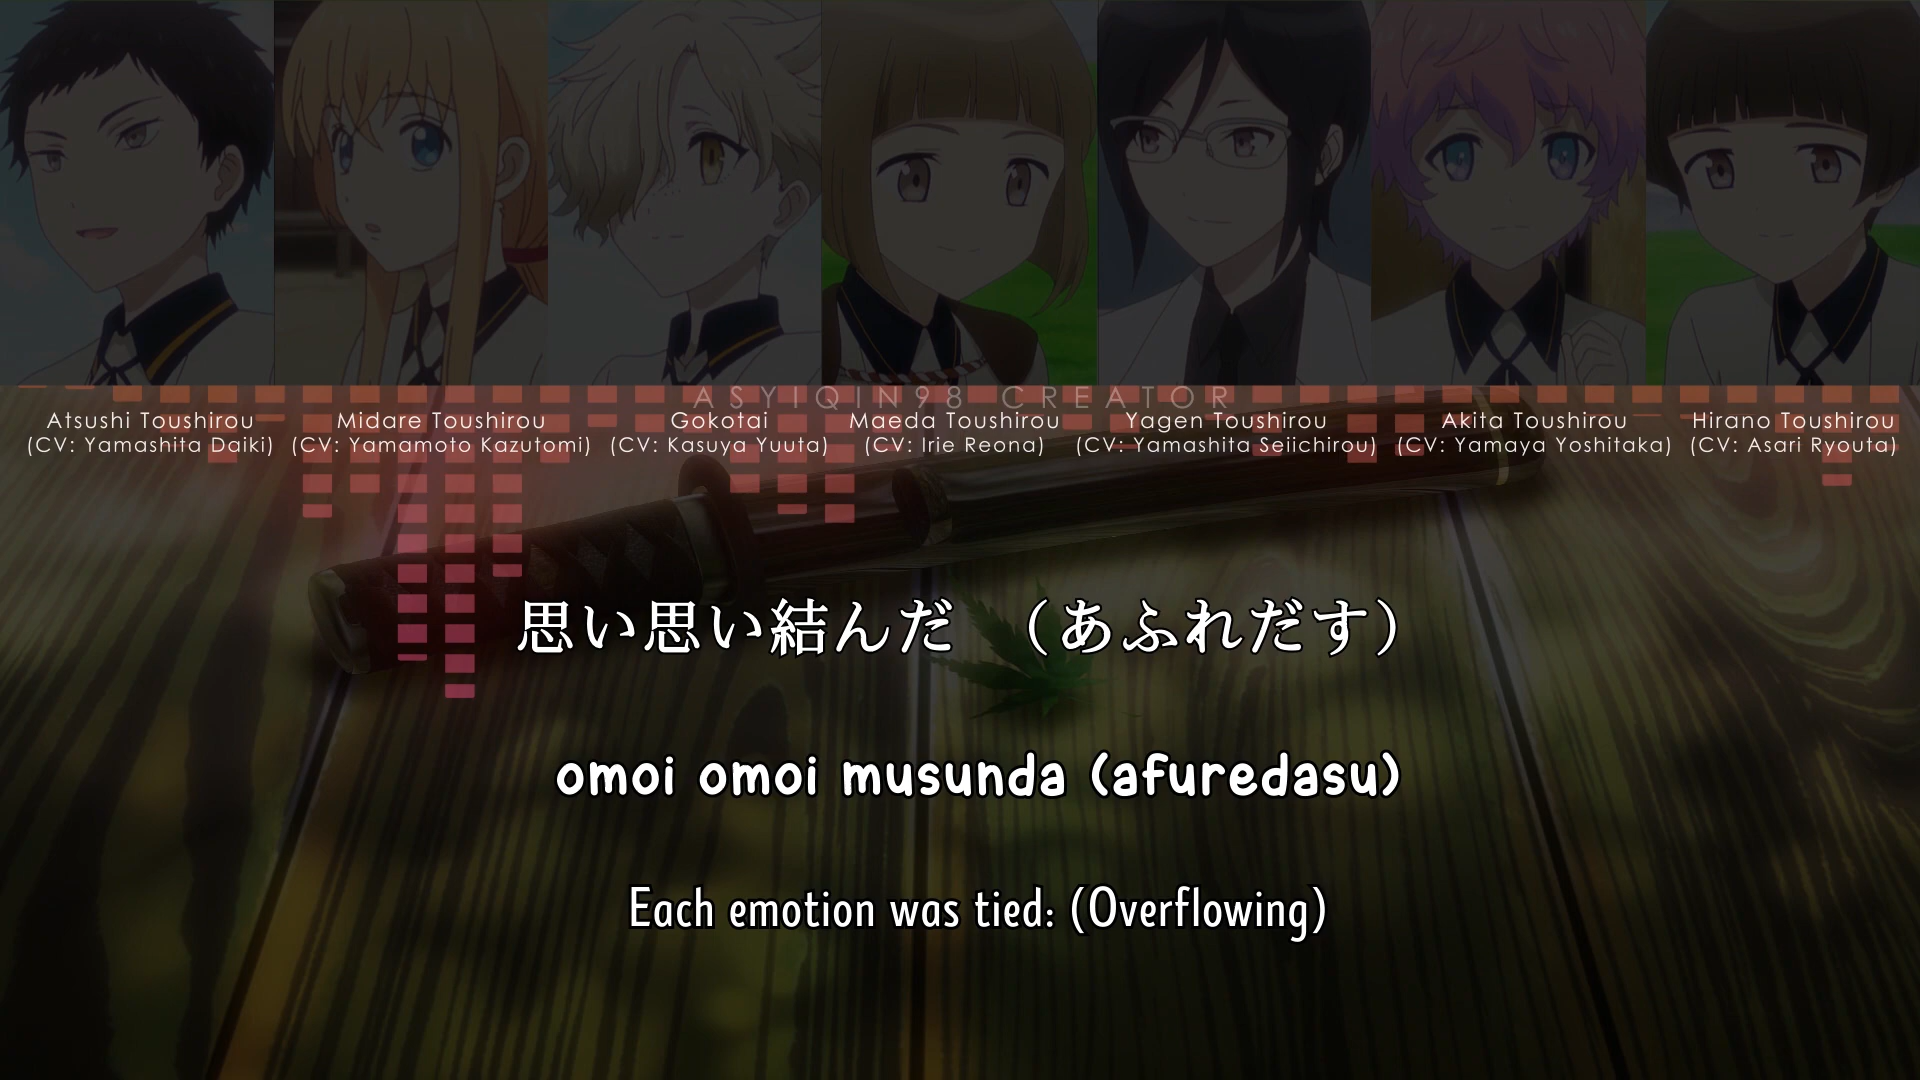 ASYIQIN98 CREATOR
Atsushi Toushirou
(CV: Yamashita Daiki)
Midare Toushirou
(CV: Yamamoto Kazutomi)
Gokotai
(CV: Kasuya Yuuta)
Maeda Toushirou
(CV: Irie Reona)
Yagen Toushirou
(CV: Yamashita Seiichirou)
Akita Toushirou
(CV: Yamaya Yoshitaka)
Hirano Toushirou
(CV: Asari Ryouta)
思い思い結んだ　（あふれだす）
omoi omoi musunda (afuredasu)
Each emotion was tied: (Overflowing)